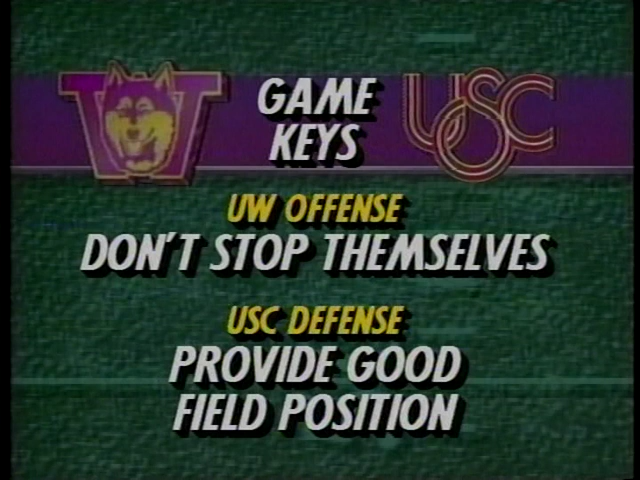 W
USC
GAME
KEYS
UW OFFENSE
DON'T STOP THEMSELVES
USC DEFENSE
PROVIDE GOOD
FIELD POSITION